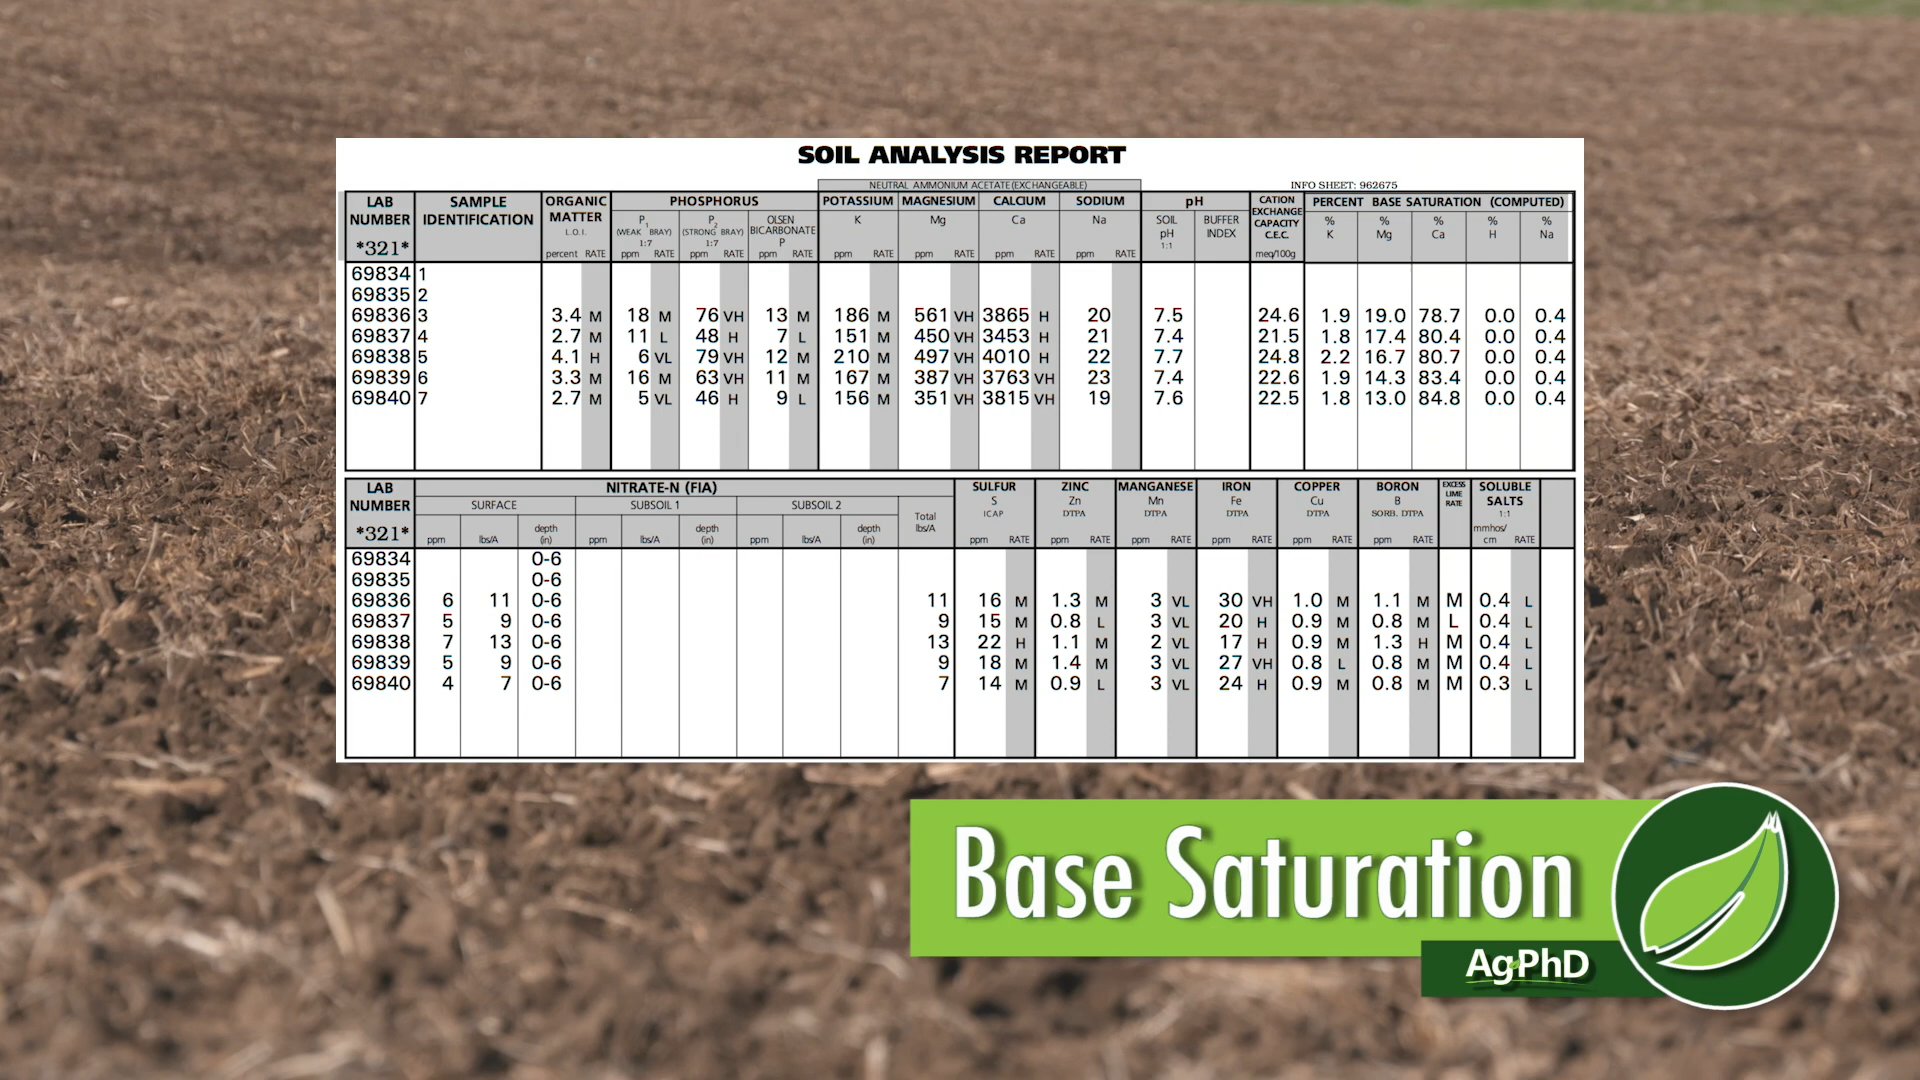 SOIL ANALYSIS REPORT
NEUTRAL AMMONIUM ACETATE (EXCHANGEABLE)
INFO SHEET: 962675
LAB NUMBER *321* SAMPLE IDENTIFICATION ORGANIC MATTER L.O.I. percent RATE PHOSPHORUS P1 (WEAK BRAY) 1:7 ppm RATE P2 (STRONG BRAY) 1:7 ppm RATE OLSEN BICARBONATE P ppm RATE POTASSIUM K ppm RATE MAGNESIUM Mg ppm RATE CALCIUM Ca ppm RATE SODIUM Na ppm RATE pH SOIL pH 1:1 BUFFER INDEX CATION EXCHANGE CAPACITY C.E.C. meq/100g PERCENT BASE SATURATION (COMPUTED) % K % Mg % Ca % H % Na
69834 1
69835 2
69836 3 3.4 M 18 M 76 VH 13 M 186 M 561 VH 3865 H 20 7.5 24.6 1.9 19.0 78.7 0.0 0.4
69837 4 2.7 M 11 L 48 H 7 L 151 M 450 VH 3453 H 21 7.4 21.5 1.8 17.4 80.4 0.0 0.4
69838 5 4.1 H 6 VL 79 VH 12 M 210 M 497 VH 4010 H 22 7.7 24.8 2.2 16.7 80.7 0.0 0.4
69839 6 3.3 M 16 M 63 VH 11 M 167 M 387 VH 3763 VH 23 7.4 22.6 1.9 14.3 83.4 0.0 0.4
69840 7 2.7 M 5 VL 46 H 9 L 156 M 351 VH 3815 VH 19 7.6 22.5 1.8 13.0 84.8 0.0 0.4
LAB NUMBER *321* NITRATE-N (FIA) SURFACE ppm lbs/A depth (in) SUBSOIL 1 ppm lbs/A depth (in) SUBSOIL 2 ppm lbs/A depth (in) Total lbs/A SULFUR S ICAP ppm RATE ZINC Zn DTPA ppm RATE MANGANESE Mn DTPA ppm RATE IRON Fe DTPA ppm RATE COPPER Cu DTPA ppm RATE BORON B SORB. DTPA ppm RATE EXCESS LIME RATE SOLUBLE SALTS 1:1 mmhos/ cm RATE
69834 0-6
69835 0-6
69836 6 11 0-6 11 16 M 1.3 M 3 VL 30 VH 1.0 M 1.1 M M 0.4 L
69837 5 9 0-6 9 15 M 0.8 L 3 VL 20 H 0.9 M 0.8 M L 0.4 L
69838 7 13 0-6 13 22 H 1.1 M 2 VL 17 H 0.9 M 1.3 H M 0.4 L
69839 5 9 0-6 9 18 M 1.4 M 3 VL 27 VH 0.8 L 0.8 M M 0.4 L
69840 4 7 0-6 7 14 M 0.9 L 3 VL 24 H 0.9 M 0.8 M M 0.3 L
Base Saturation
AgPhD